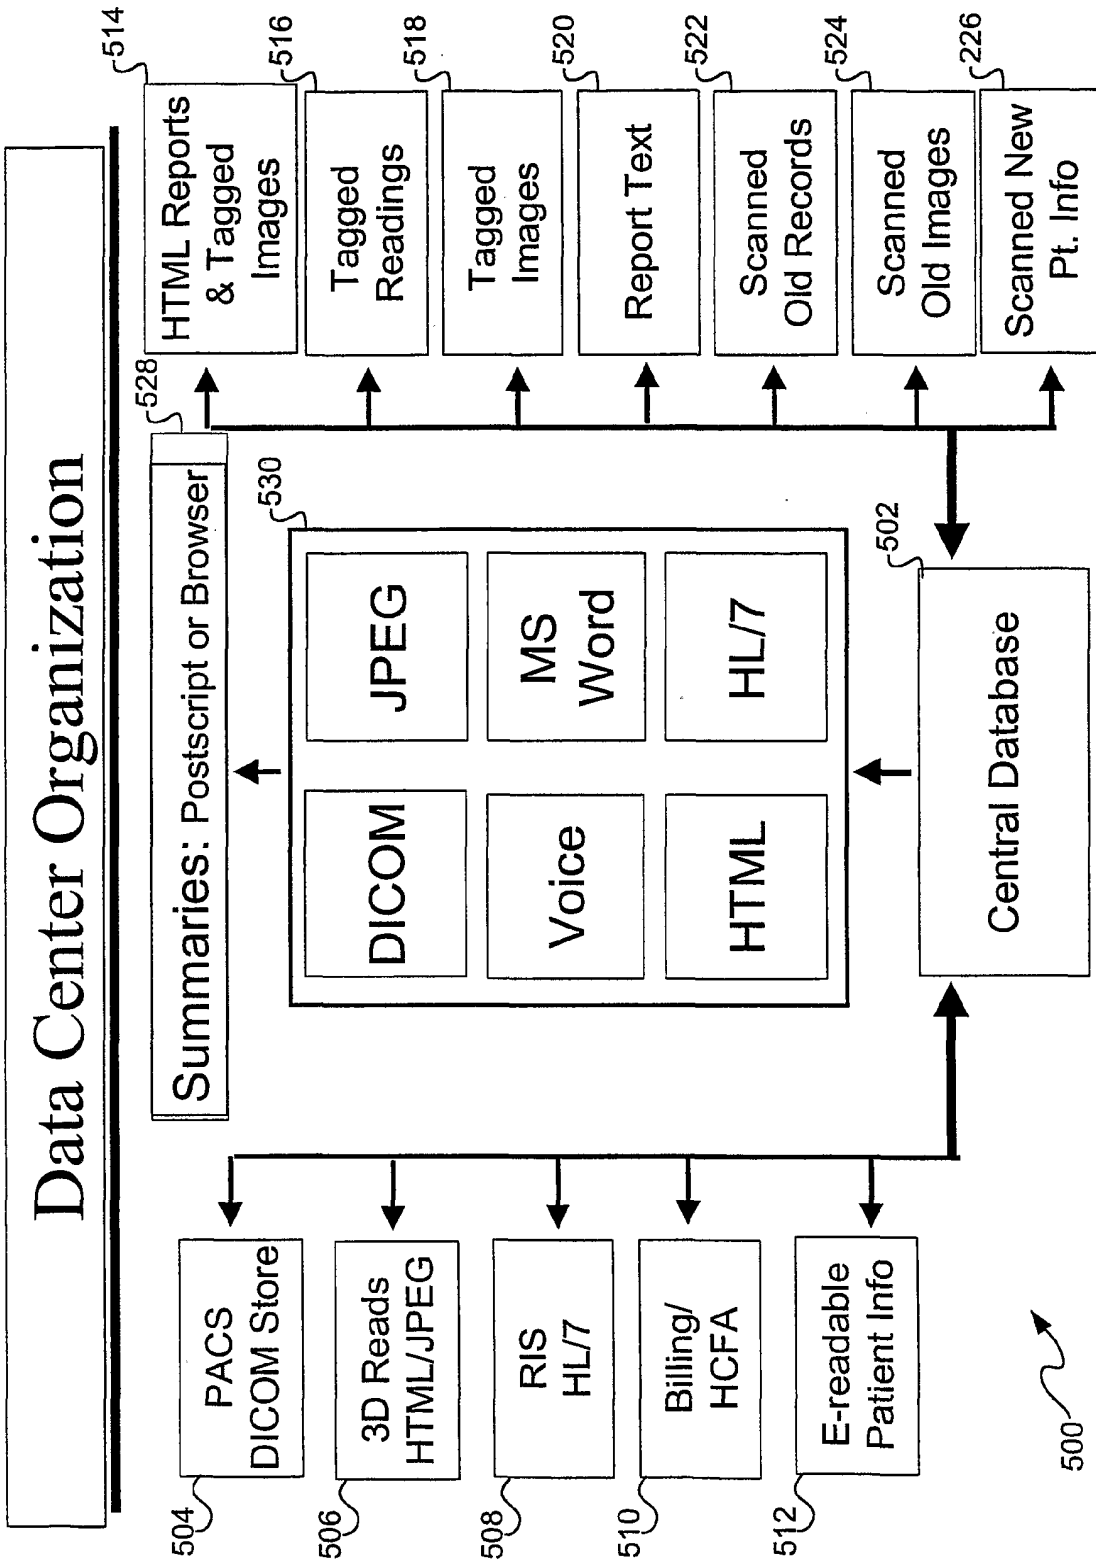 Data Center Organization
504
PACS
DICOM Store
506
3D Reads
HTML/JPEG
508
RIS
HL/7
510
Billing/
HCFA
512
E-readable
Patient Info
500
528
Summaries: Postscript or Browser
530
DICOM
JPEG
Voice
MS
Word
HTML
HL/7
502
Central Database
514
HTML Reports
& Tagged
Images
516
Tagged
Readings
518
Tagged
Images
520
Report Text
522
Scanned
Old Records
524
Scanned
Old Images
226
Scanned New
Pt. Info